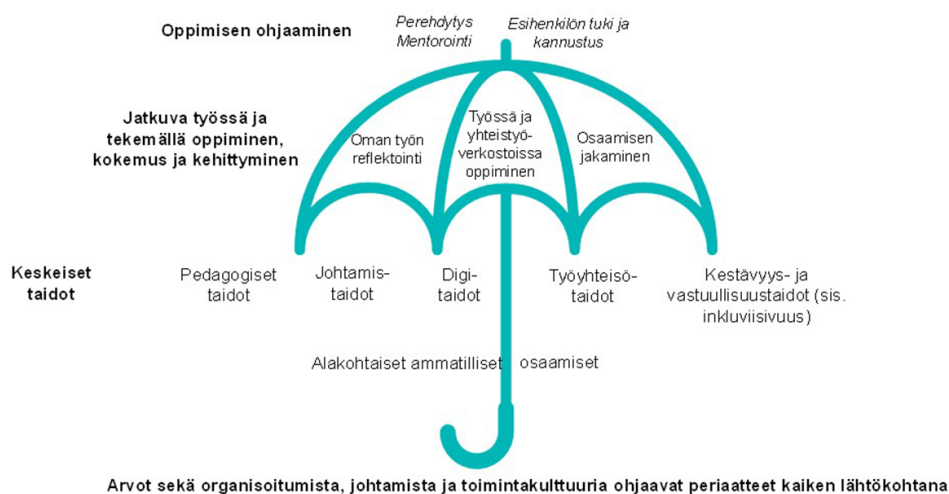 Oppimisen ohjaaminen
Perehdytys
Mentorointi
Esihenkilön tuki ja
kannustus
Jatkuva työssä ja
tekemällä oppiminen,
kokemus ja kehittyminen
Oman työn
reflektointi
Työssä ja
yhteistyö-
verkostoissa
oppiminen
Osaamisen
jakaminen
Keskeiset
taidot
Pedagogiset
taidot
Johtamis-
taidot
Digi-
taidot
Työyhteisö-
taidot
Kestävyys- ja
vastuullisuustaidot (sis.
inkluviisivuus)
Alakohtaiset ammatilliset osaamiset
Arvot sekä organisoitumista, johtamista ja toimintakulttuuria ohjaavat periaatteet kaiken lähtökohtana